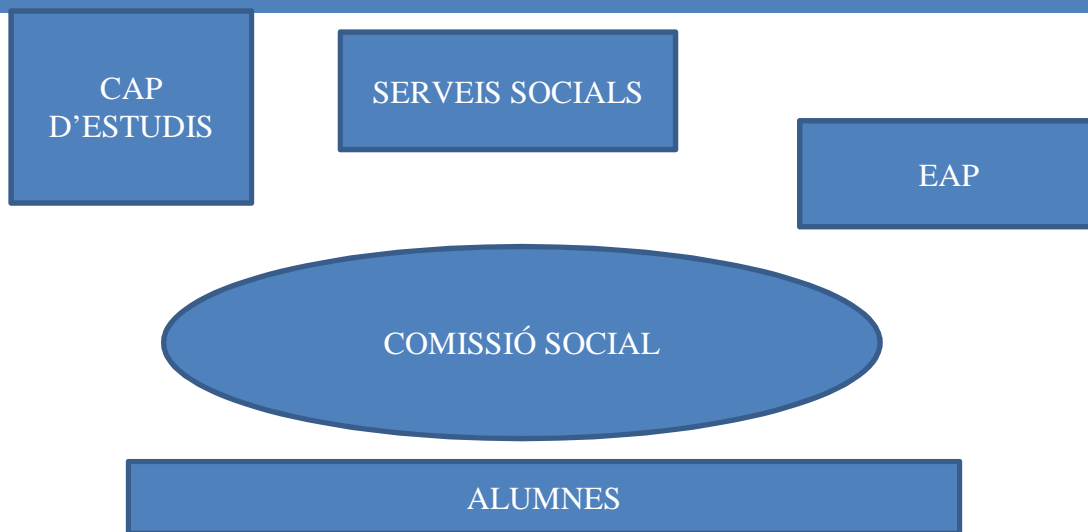 CAP
D’ESTUDIS
SERVEIS SOCIALS
EAP
COMISSIÓ SOCIAL
ALUMNES